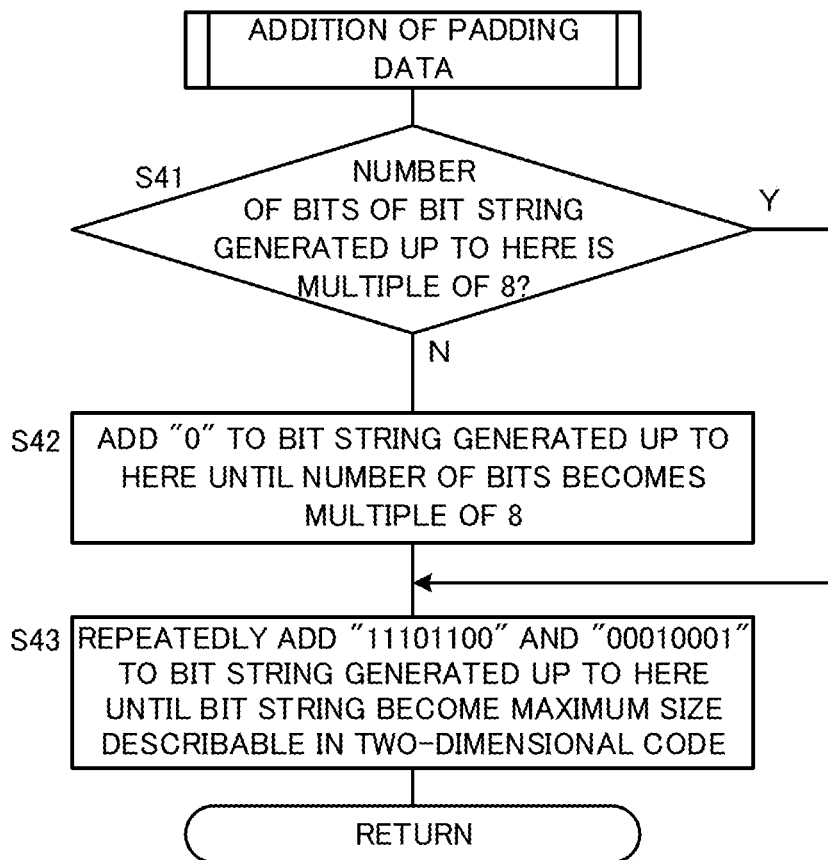 ADDITION OF PADDING
DATA
S41
NUMBER
OF BITS OF BIT STRING
GENERATED UP TO HERE IS
MULTIPLE OF 8?
Y
N
S42
ADD "0" TO BIT STRING GENERATED UP TO
HERE UNTIL NUMBER OF BITS BECOMES
MULTIPLE OF 8
S43
REPEATEDLY ADD "11101100" AND "00010001"
TO BIT STRING GENERATED UP TO HERE
UNTIL BIT STRING BECOME MAXIMUM SIZE
DESCRIBABLE IN TWO-DIMENSIONAL CODE
RETURN